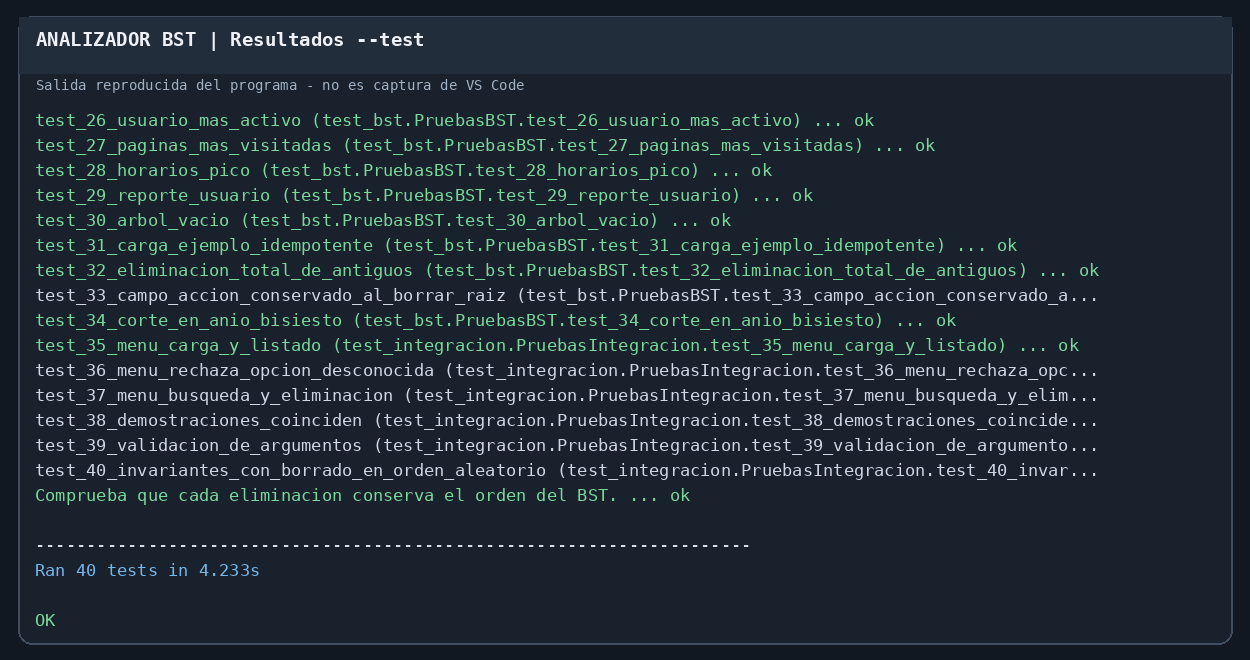 ANALIZADOR BST | Resultados --test
Salida reproducida del programa - no es captura de VS Code
test_26_usuario_mas_activo (test_bst.PruebasBST.test_26_usuario_mas_activo) ... ok
test_27_paginas_mas_visitadas (test_bst.PruebasBST.test_27_paginas_mas_visitadas) ... ok
test_28_horarios_pico (test_bst.PruebasBST.test_28_horarios_pico) ... ok
test_29_reporte_usuario (test_bst.PruebasBST.test_29_reporte_usuario) ... ok
test_30_arbol_vacio (test_bst.PruebasBST.test_30_arbol_vacio) ... ok
test_31_carga_ejemplo_idempotente (test_bst.PruebasBST.test_31_carga_ejemplo_idempotente) ... ok
test_32_eliminacion_total_de_antiguos (test_bst.PruebasBST.test_32_eliminacion_total_de_antiguos) ... ok
test_33_campo_accion_conservado_al_borrar_raiz (test_bst.PruebasBST.test_33_campo_accion_conservado_a...
test_34_corte_en_anio_bisiesto (test_bst.PruebasBST.test_34_corte_en_anio_bisiesto) ... ok
test_35_menu_carga_y_listado (test_integracion.PruebasIntegracion.test_35_menu_carga_y_listado) ... ok
test_36_menu_rechaza_opcion_desconocida (test_integracion.PruebasIntegracion.test_36_menu_rechaza_opc...
test_37_menu_busqueda_y_eliminacion (test_integracion.PruebasIntegracion.test_37_menu_busqueda_y_elim...
test_38_demostraciones_coinciden (test_integracion.PruebasIntegracion.test_38_demostraciones_coincide...
test_39_validacion_de_argumentos (test_integracion.PruebasIntegracion.test_39_validacion_de_argumento...
test_40_invariantes_con_borrado_en_orden_aleatorio (test_integracion.PruebasIntegracion.test_40_invar...
Comprueba que cada eliminacion conserva el orden del BST. ... ok
----------------------------------------------------------------------
Ran 40 tests in 4.233s
OK